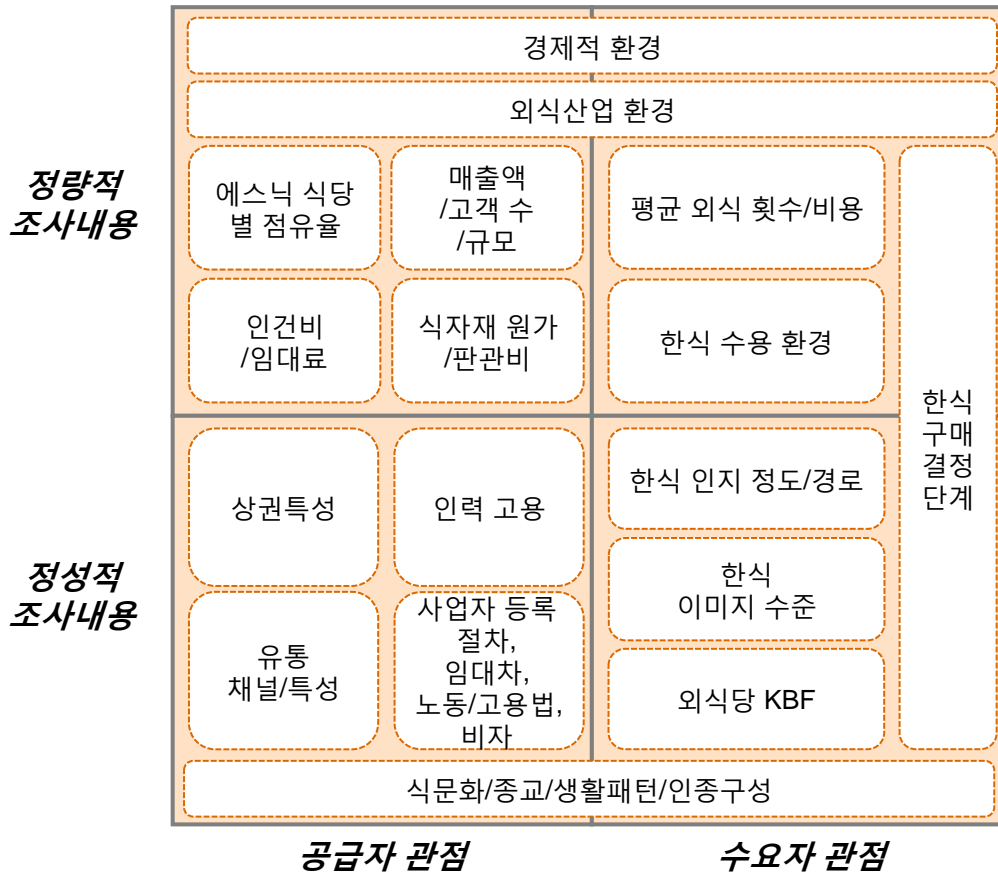 경제적 환경
외식산업 환경
정량적
조사내용
에스닉 식당
별 점유율
매출액
/고객 수
/규모
평균 외식 횟수/비용
인건비
/임대료
식자재 원가
/판관비
한식 수용 환경
한식
구매
결정
단계
정성적
조사내용
상권특성
인력 고용
한식 인지 정도/경로
한식
이미지 수준
유통
채널/특성
사업자 등록
절차,
임대차,
노동/고용법,
비자
외식당 KBF
식문화/종교/생활패턴/인종구성
공급자 관점
수요자 관점